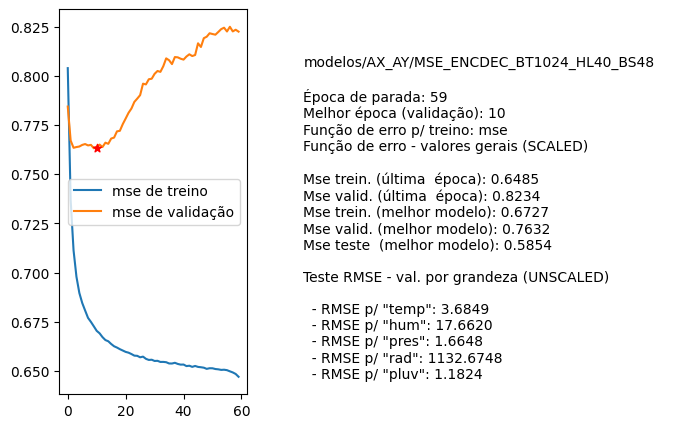 0.825
0.800
0.775
0.750
0.725
0.700
0.675
0.650
0
20
40
60
mse de treino
mse de validação
modelos/AX_AY/MSE_ENCDEC_BT1024_HL40_BS48
Época de parada: 59
Melhor época (validação): 10
Função de erro p/ treino: mse
Função de erro - valores gerais (SCALED)
Mse trein. (última  época): 0.6485
Mse valid. (última  época): 0.8234
Mse trein. (melhor modelo): 0.6727
Mse valid. (melhor modelo): 0.7632
Mse teste  (melhor modelo): 0.5854
Teste RMSE - val. por grandeza (UNSCALED)
- RMSE p/ "temp": 3.6849
- RMSE p/ "hum": 17.6620
- RMSE p/ "pres": 1.6648
- RMSE p/ "rad": 1132.6748
- RMSE p/ "pluv": 1.1824